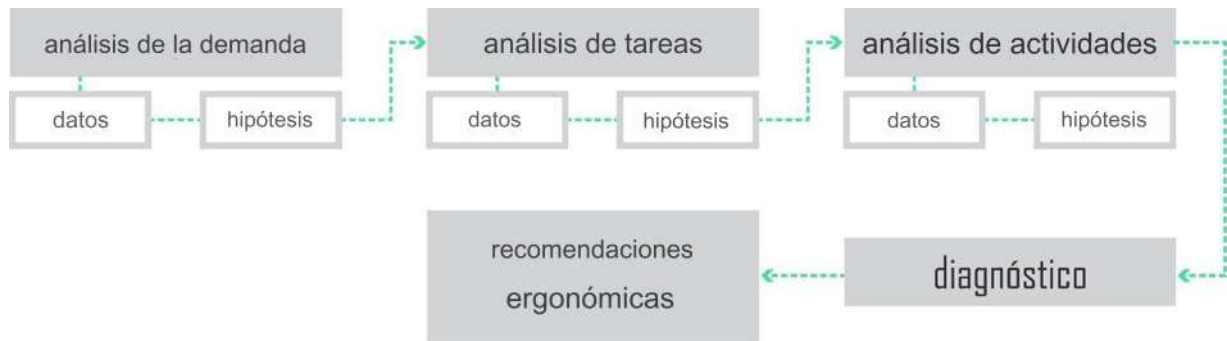 análisis de la demanda
datos
hipótesis
análisis de tareas
datos
hipótesis
análisis de actividades
datos
hipótesis
diagnóstico
recomendaciones
ergonómicas